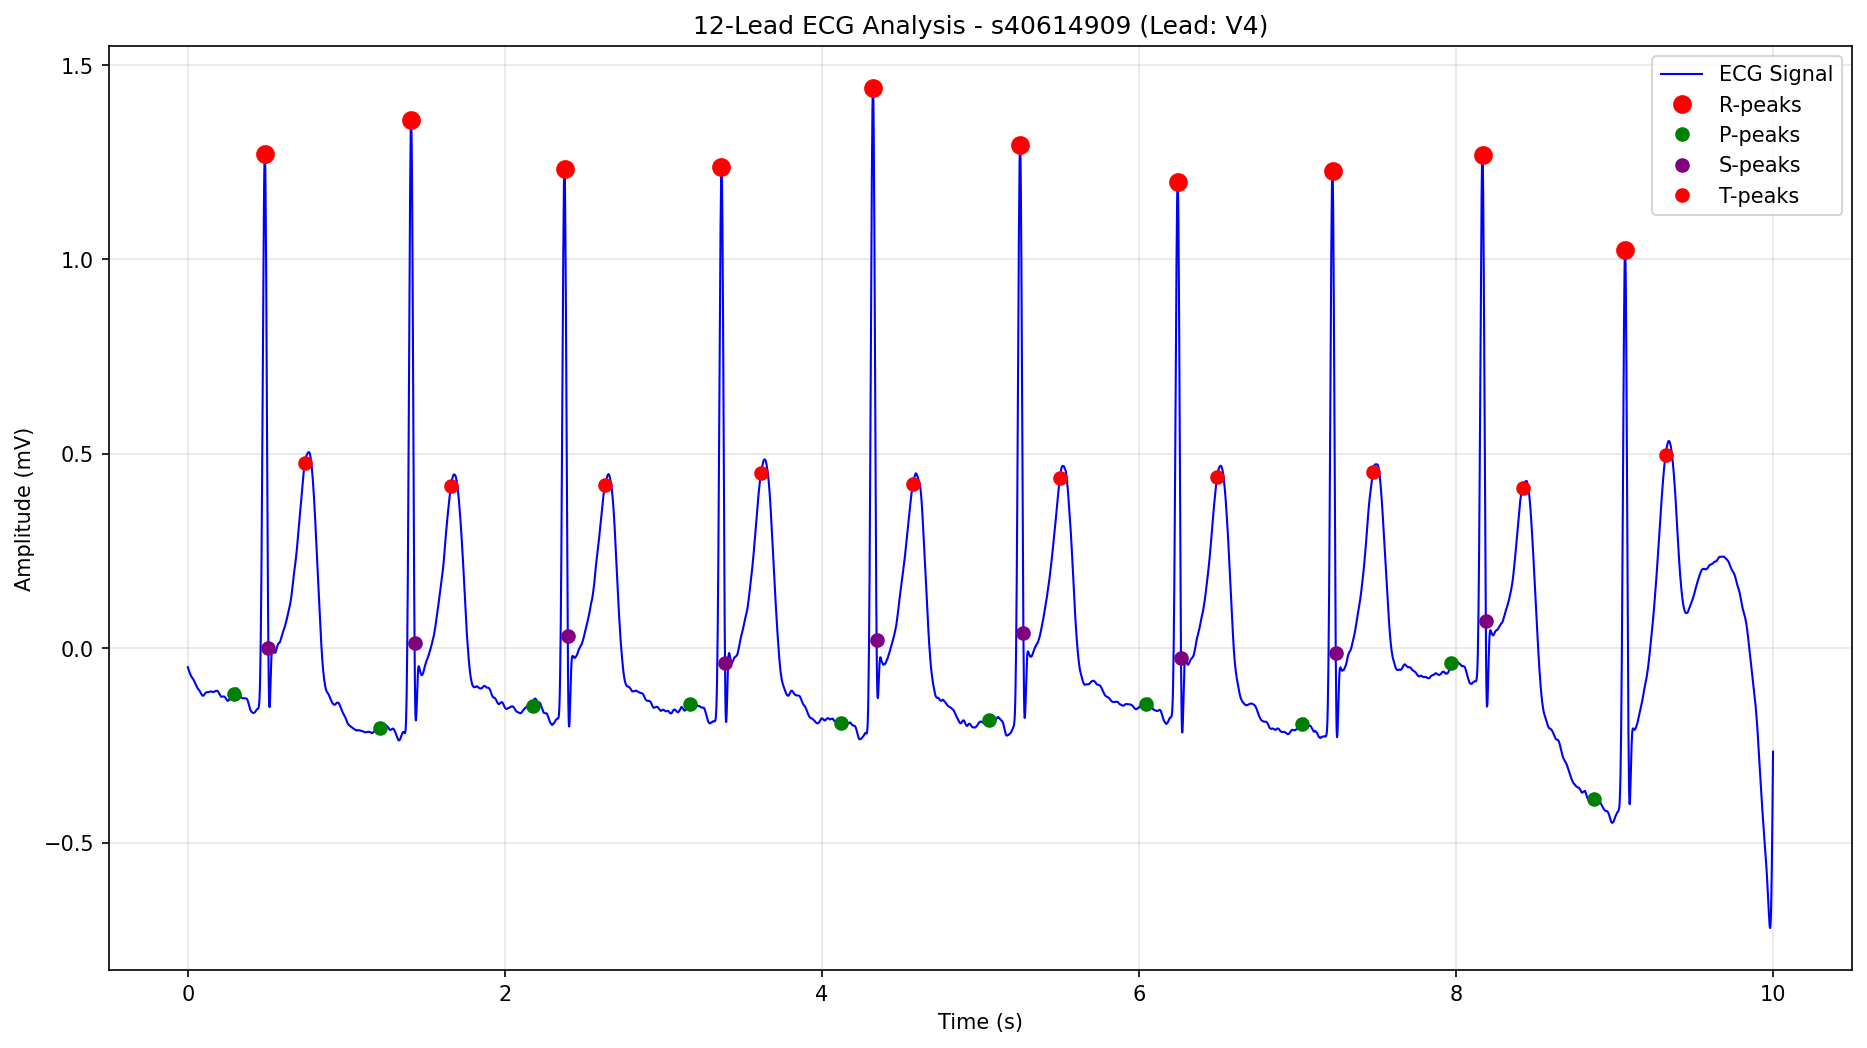 12-Lead ECG Analysis - s40614909 (Lead: V4)
ECG Signal
R-peaks
P-peaks
S-peaks
T-peaks
Amplitude (mV)
1.5
1.0
0.5
0.0
−0.5
0
2
4
6
8
10
Time (s)